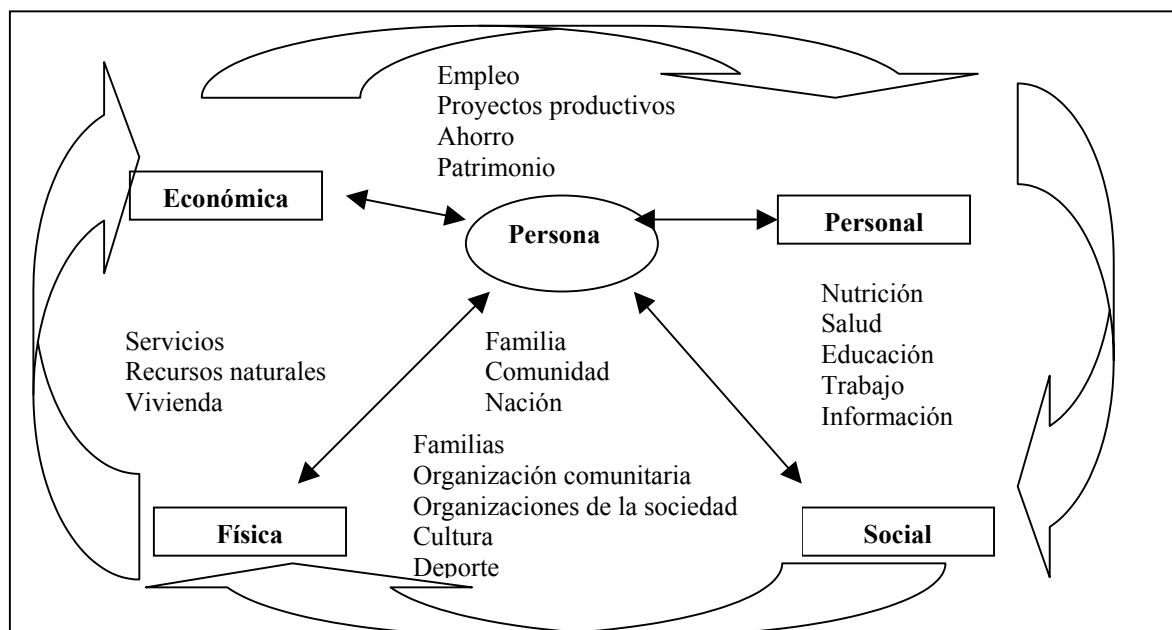 Empleo
Proyectos productivos
Ahorro
Patrimonio
Económica
Persona
Personal
Nutrición
Salud
Educación
Trabajo
Información
Servicios
Recursos naturales
Vivienda
Familia
Comunidad
Nación
Familias
Organización comunitaria
Organizaciones de la sociedad
Cultura
Deporte
Física
Social